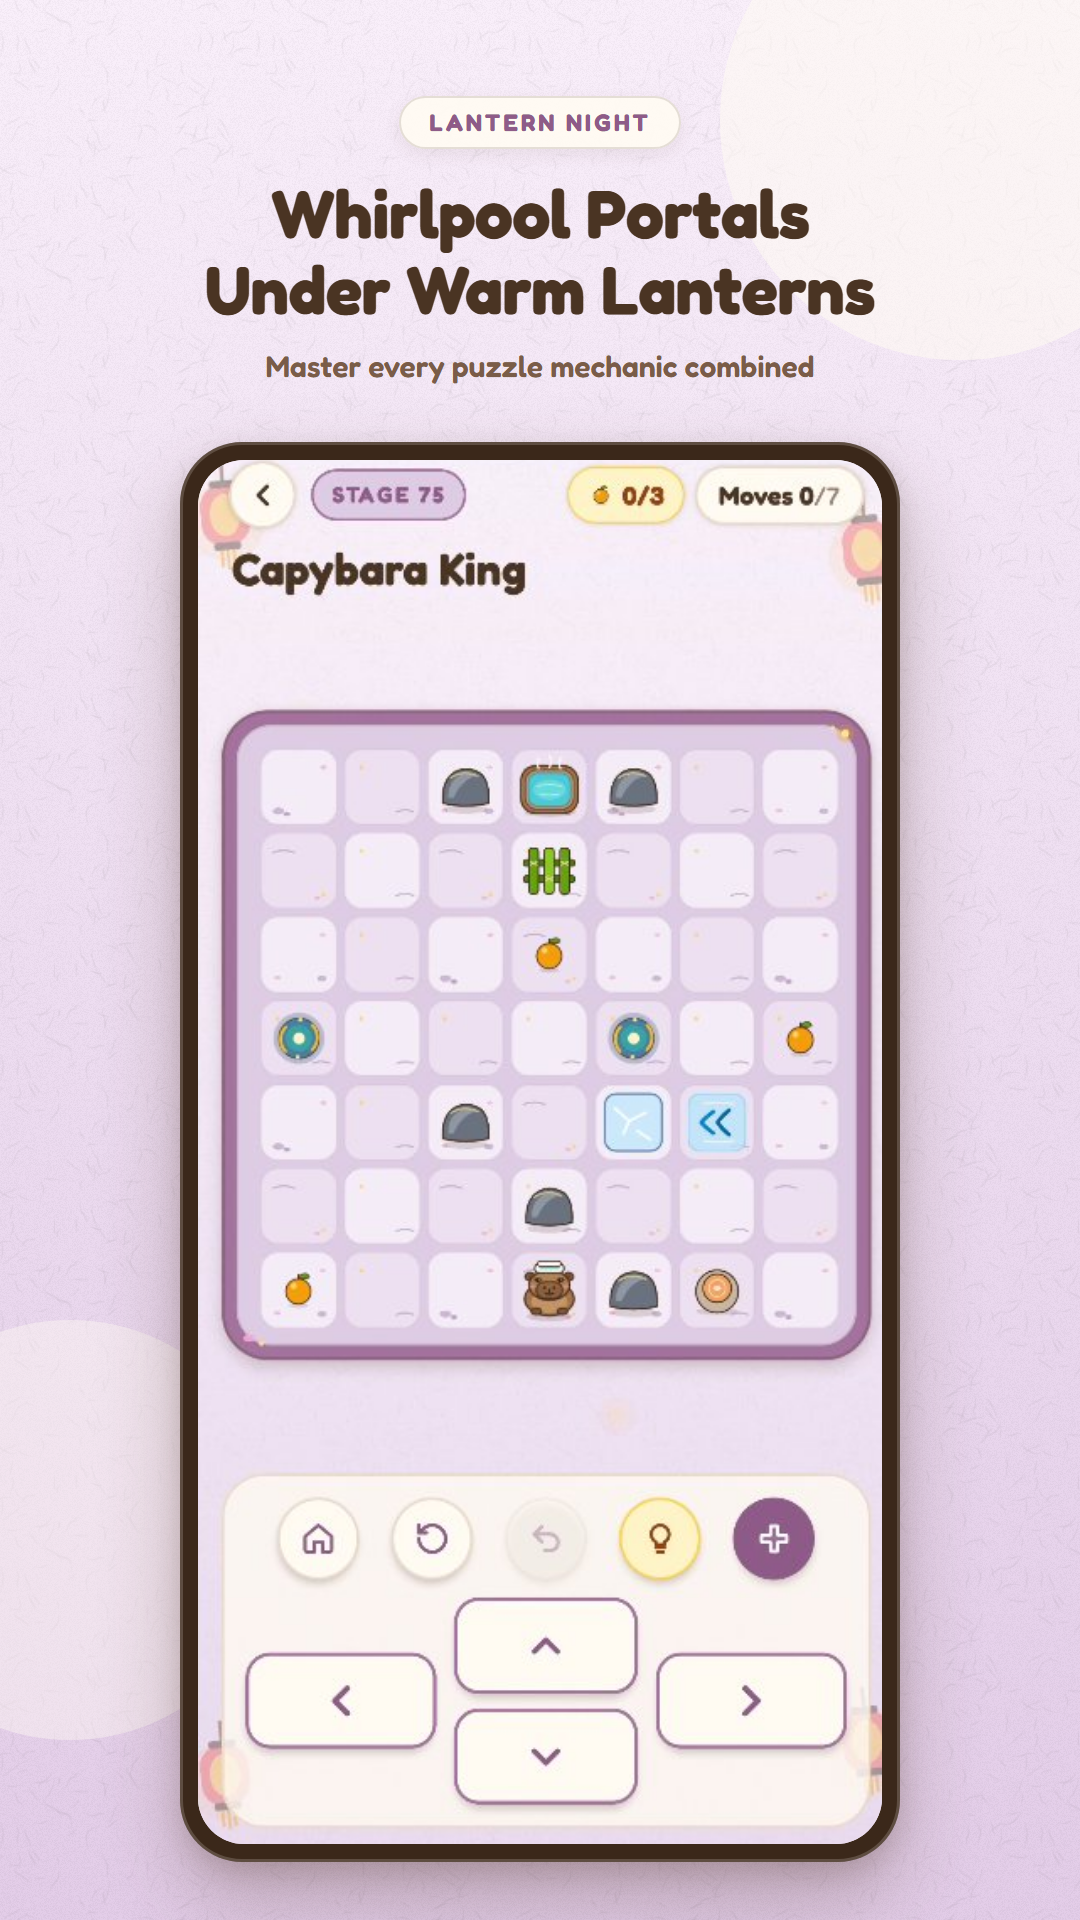 LANTERN NIGHT
Whirlpool Portals
Under Warm Lanterns
Master every puzzle mechanic combined
STAGE 75
0/3
Moves 0/7
Capybara King